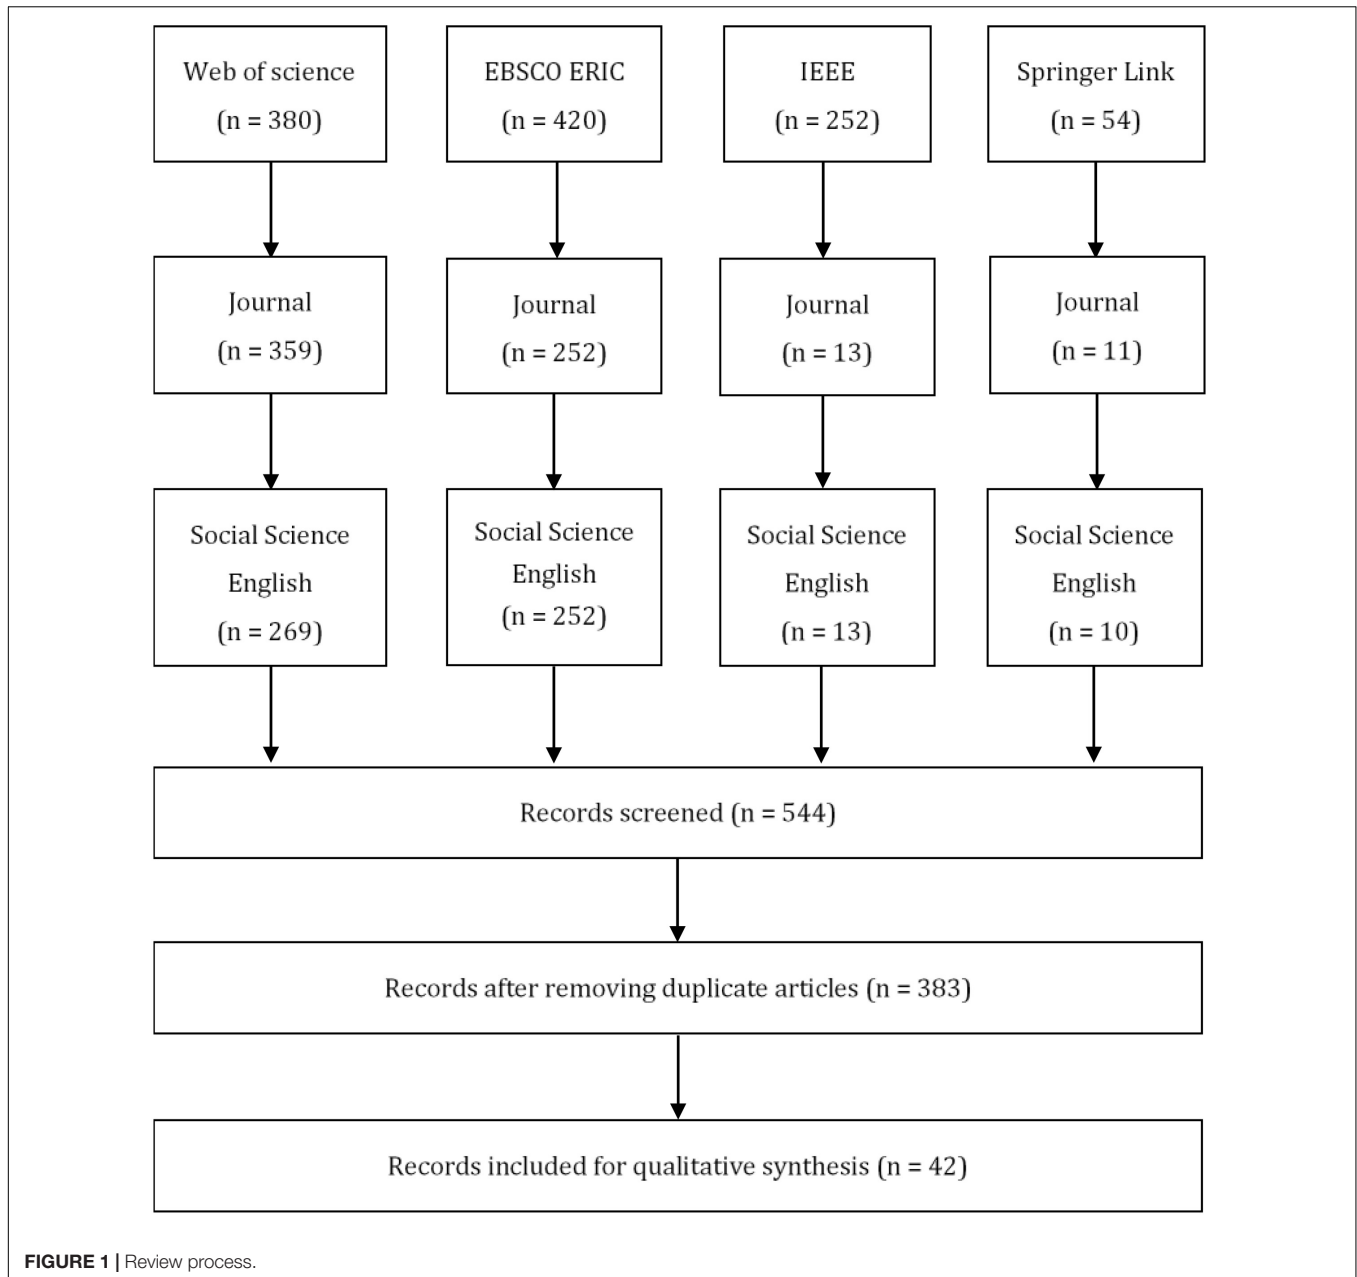 Web of science
(n = 380)
EBSCO ERIC
(n = 420)
IEEE
(n = 252)
Springer Link
(n = 54)
Journal
(n = 359)
Journal
(n = 252)
Journal
(n = 13)
Journal
(n = 11)
Social Science
English
(n = 269)
Social Science
English
(n = 252)
Social Science
English
(n = 13)
Social Science
English
(n = 10)
Records screened (n = 544)
Records after removing duplicate articles (n = 383)
Records included for qualitative synthesis (n = 42)
FIGURE 1 | Review process.